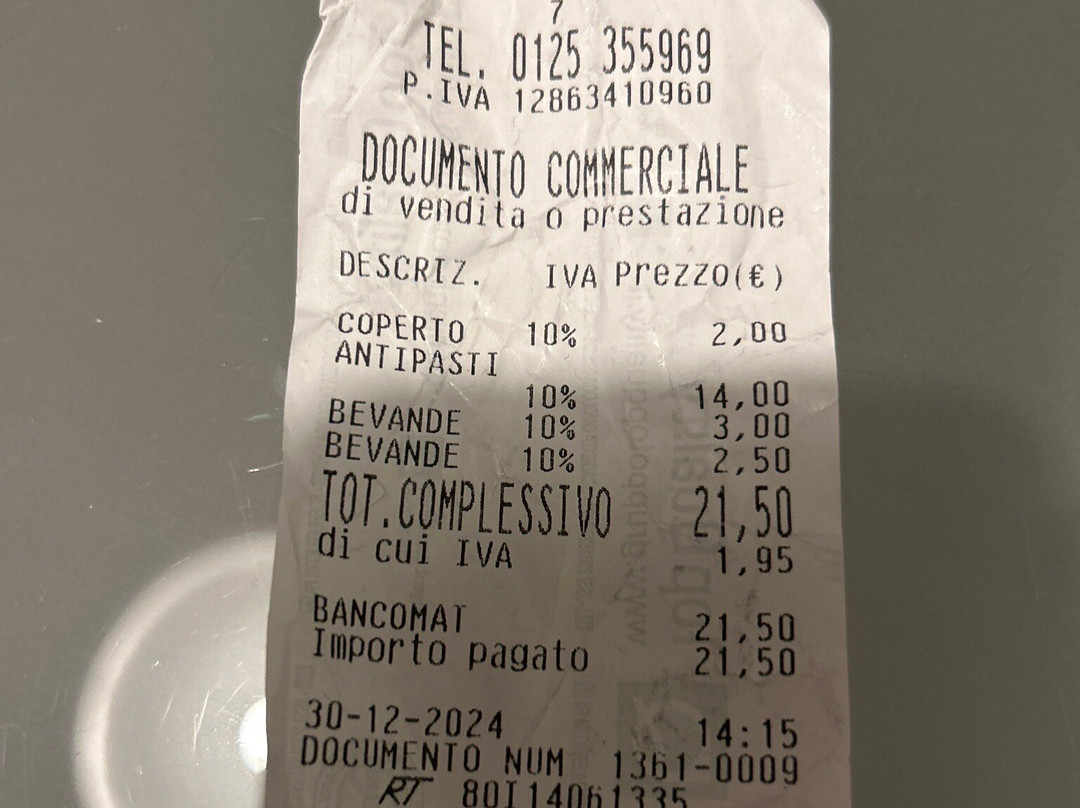 7
TEL. 0125 355969
P.IVA 12863410960
DOCUMENTO COMMERCIALE
di vendita o prestazione
DESCRIZ. IVA Prezzo(€)
COPERTO 10% 2,00
ANTIPASTI
10% 14,00
BEVANDE 10% 3,00
BEVANDE 10% 2,50
TOT.COMPLESSIVO 21,50
di cui IVA 1,95
BANCOMAT 21,50
Importo pagato 21,50
30-12-2024 14:15
DOCUMENTO NUM 1361-0009
RT 80I14061335